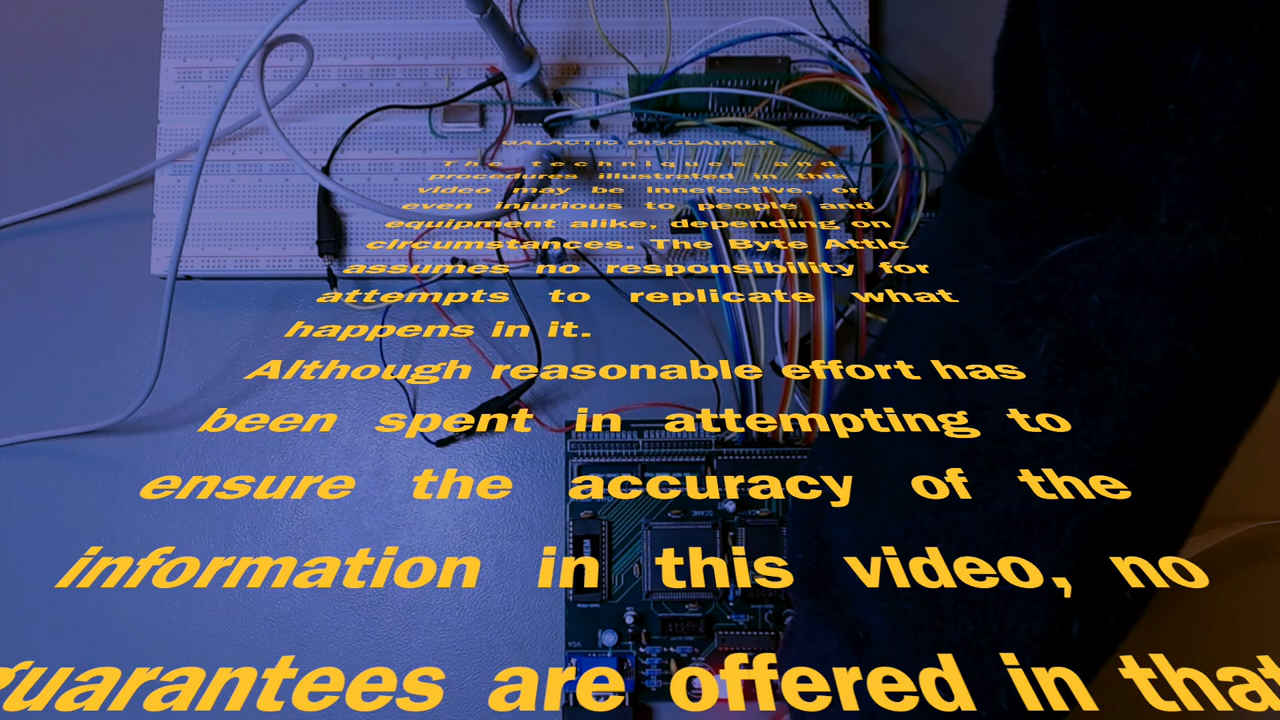 GALACTIC DISCLAIMER
The techniques and
procedures illustrated in this
video may be innefective, or
even injurious to people and
equipment alike, depending on
circumstances. The Byte Attic
assumes no responsibility for
attempts to replicate what
happens in it.
Although reasonable effort has
been spent in attempting to
ensure the accuracy of the
information in this video, no
guarantees are offered in that
VGA